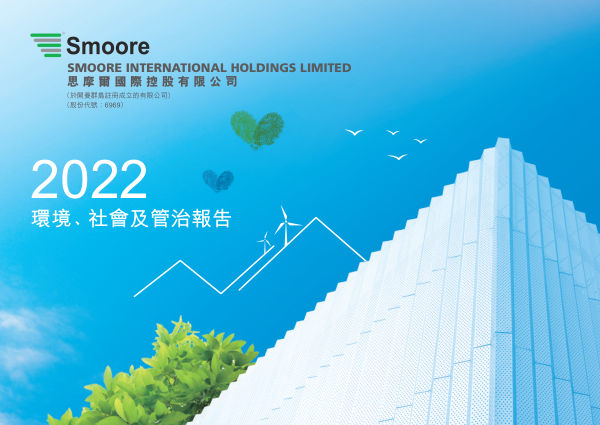 Smoore
SMOORE INTERNATIONAL HOLDINGS LIMITED
思摩爾國際控股有限公司
(於開曼群島註冊成立的有限公司)
(股份代號：6969)
2022
環境、社會及管治報告